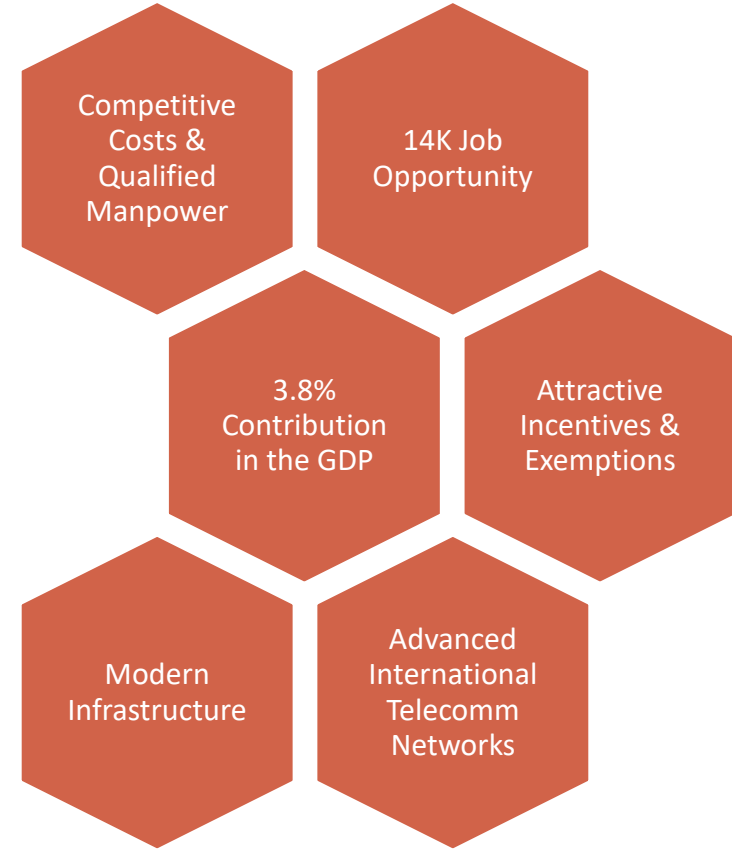 Competitive
Costs &
Qualified
Manpower
14K Job
Opportunity
3.8%
Contribution
in the GDP
Attractive
Incentives &
Exemptions
Modern
Infrastructure
Advanced
International
Telecomm
Networks